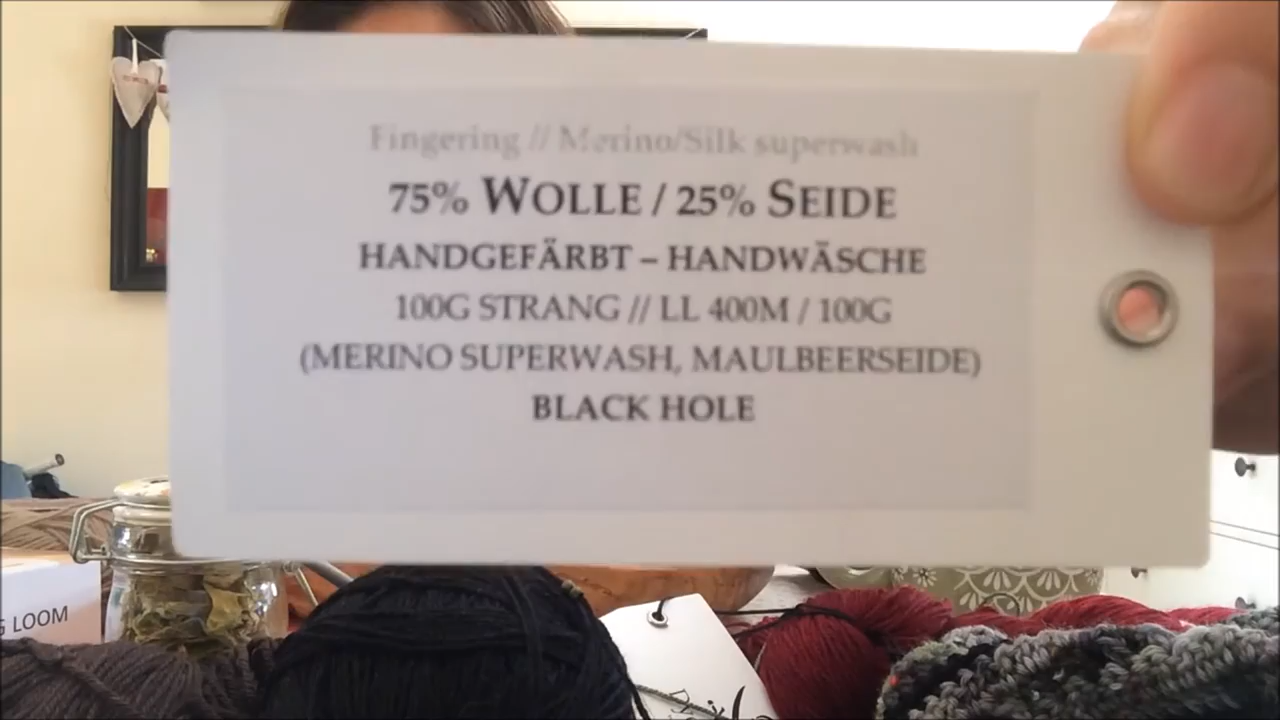 Fingering // Merino/Silk superwash
75% WOLLE / 25% SEIDE
HANDGEFÄRBT – HANDWÄSCHE
100G STRANG // LL 400M / 100G
(MERINO SUPERWASH, MAULBEERSEIDE)
BLACK HOLE
G LOOM